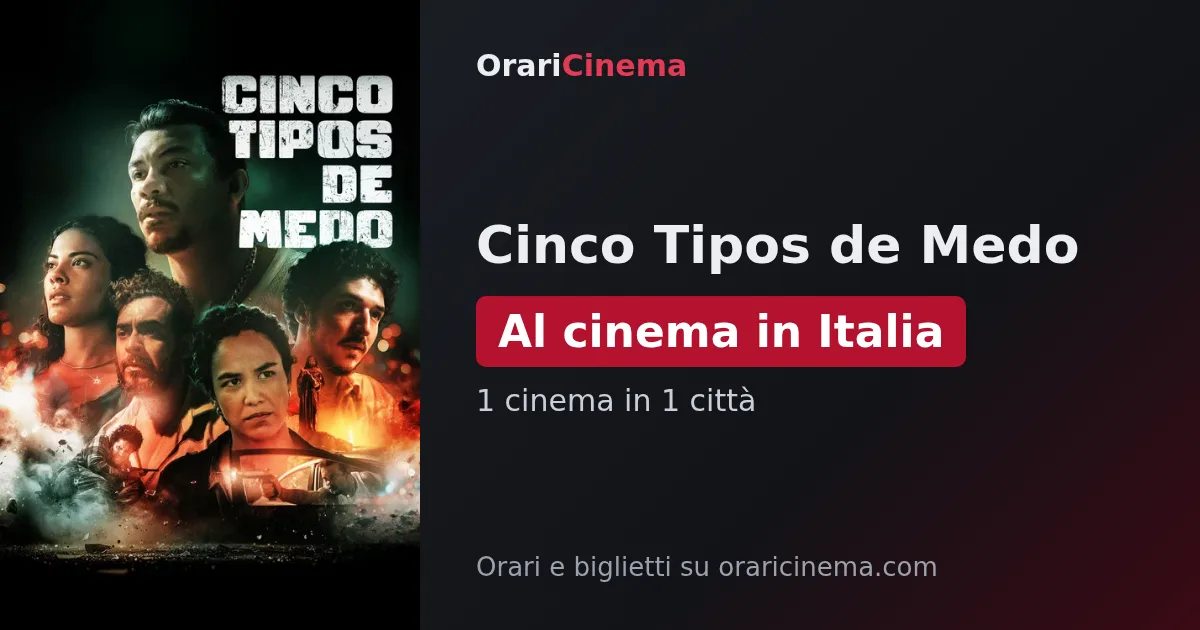 CINCO
TIPOS
DE
MEDO
OrariCinema
Cinco Tipos de Medo
Al cinema in Italia
1 cinema in 1 città
Orari e biglietti su oraricinema.com